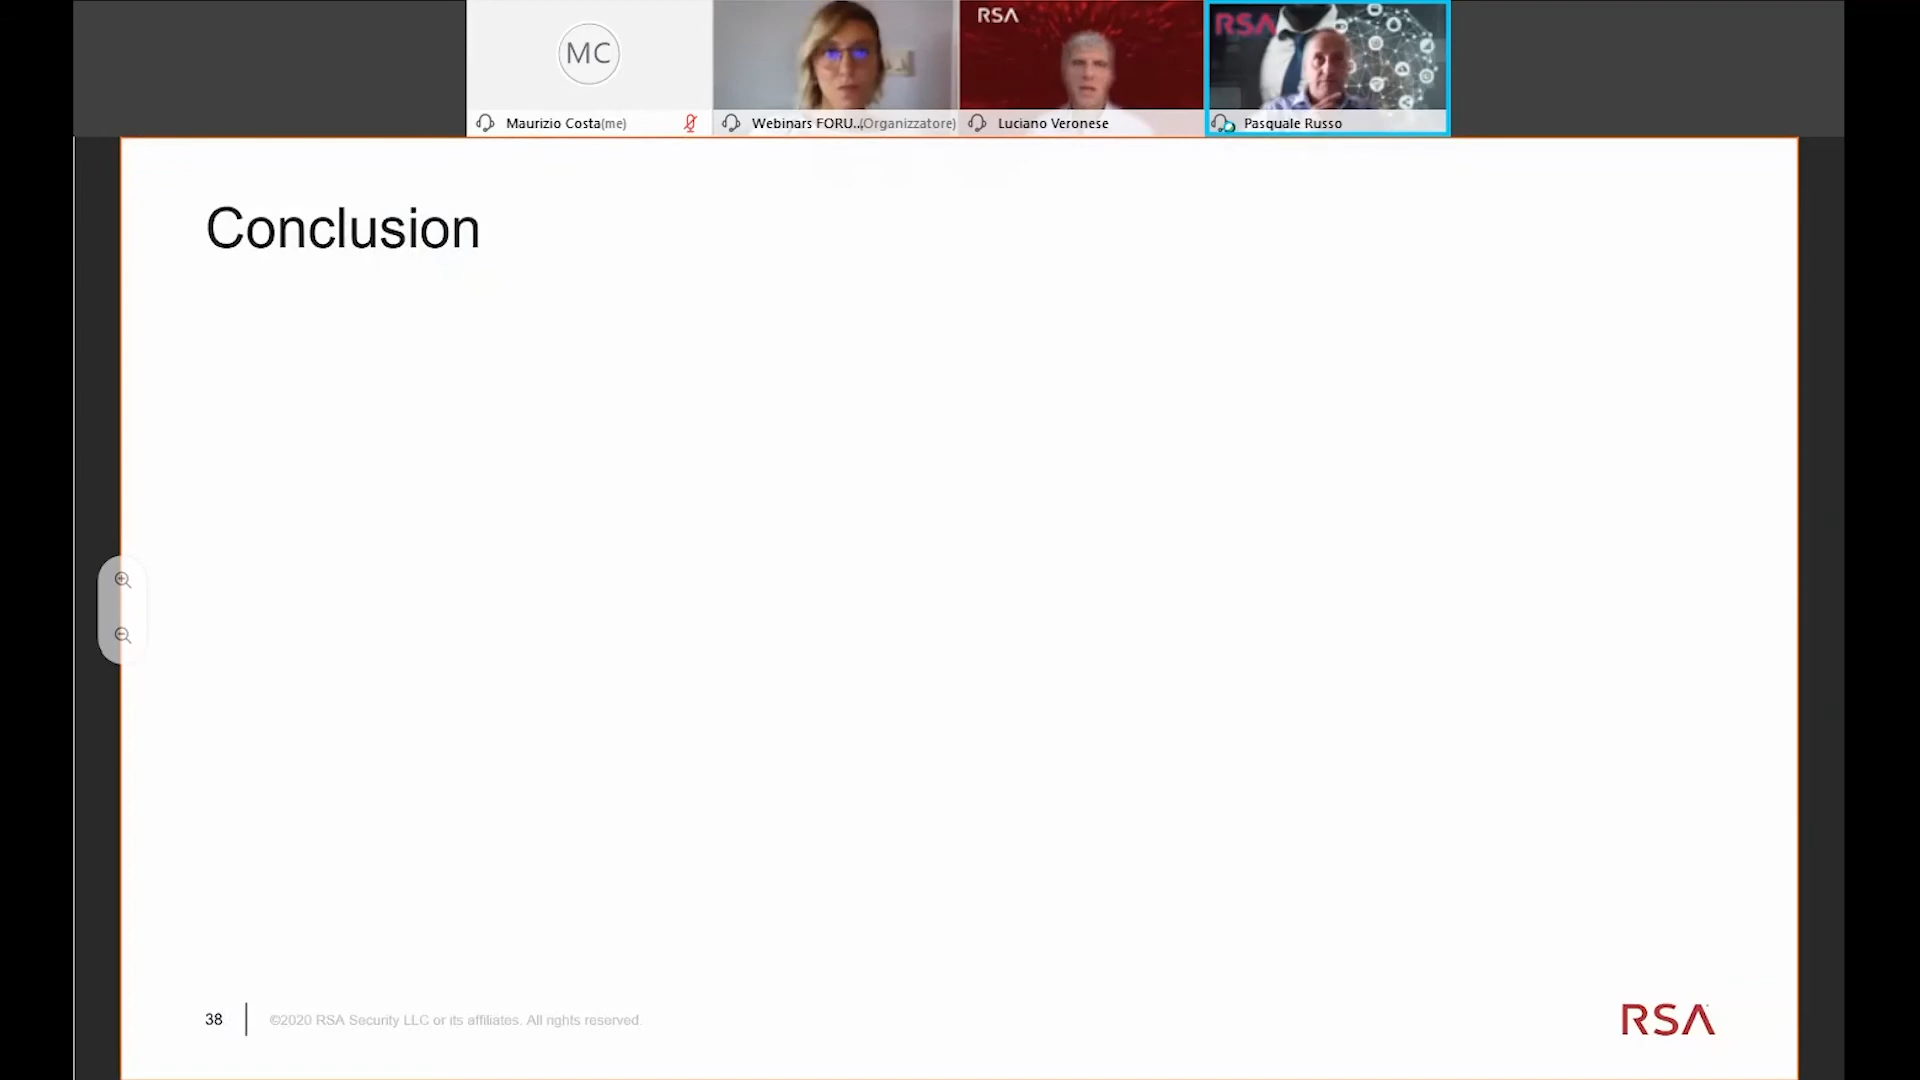 MC
RSA
RSA
Maurizio Costa(me)
Webinars FORU...(Organizzatore)
Luciano Veronese
Pasquale Russo
Conclusion
38
©2020 RSA Security LLC or its affiliates. All rights reserved.
RSA